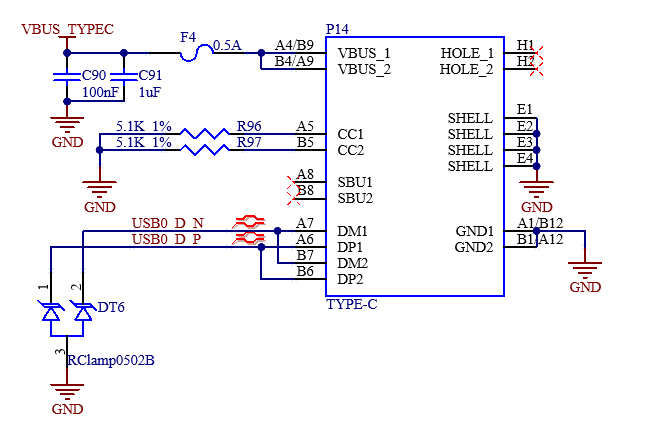 VBUS_TYPEC
P14
F4
0.5A
A4/B9
VBUS_1
HOLE_1
H1
B4/A9
VBUS_2
HOLE_2
H2
C90
C91
100nF
1uF
GND
SHELL
E1
5.1K 1%
R96
A5
CC1
SHELL
E2
5.1K 1%
R97
B5
CC2
SHELL
E3
SHELL
E4
A8
SBU1
B8
SBU2
GND
GND
USB0_D_N
A7
DM1
GND1
A1/B12
USB0_D_P
A6
DP1
GND2
B1/A12
B7
DM2
B6
DP2
GND
1
2
DT6
TYPE-C
3
RClamp0502B
GND